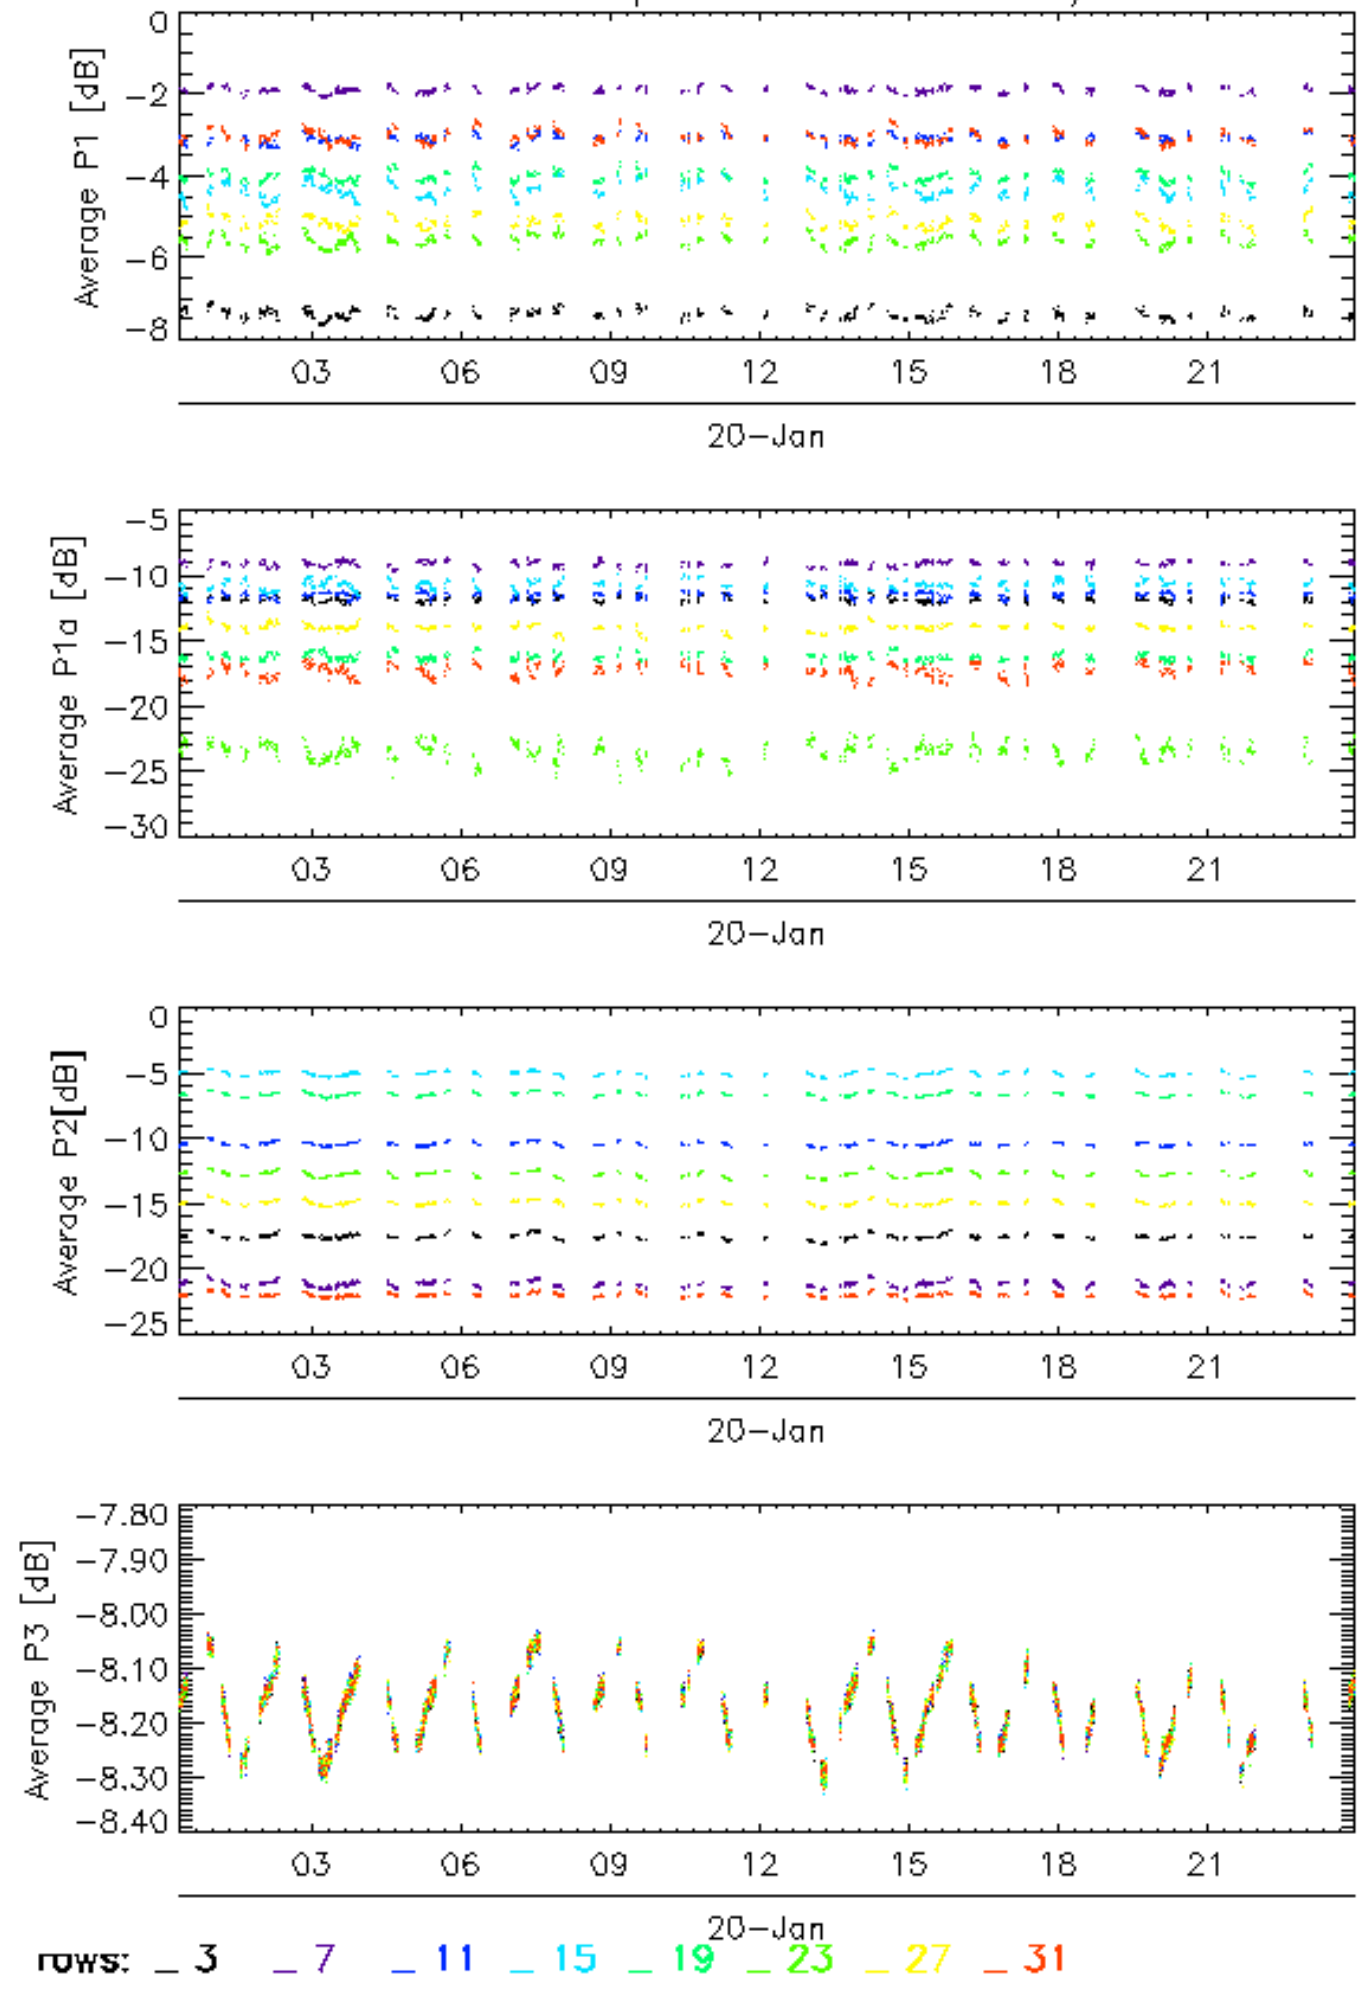 0
-2
-4
-6
-8
Average P1 [dB]
03 06 09 12 15 18 21
20-Jan
-5
-10
-15
-20
-25
-30
Average P1a [dB]
03 06 09 12 15 18 21
20-Jan
0
-5
-10
-15
-20
-25
Average P2[dB]
03 06 09 12 15 18 21
20-Jan
-7.80
-7.90
-8.00
-8.10
-8.20
-8.30
-8.40
Average P3 [dB]
03 06 09 12 15 18 21
20-Jan
rows: _ 3 _ 7 _ 11 _ 15 _ 19 _ 23 _ 27 _ 31